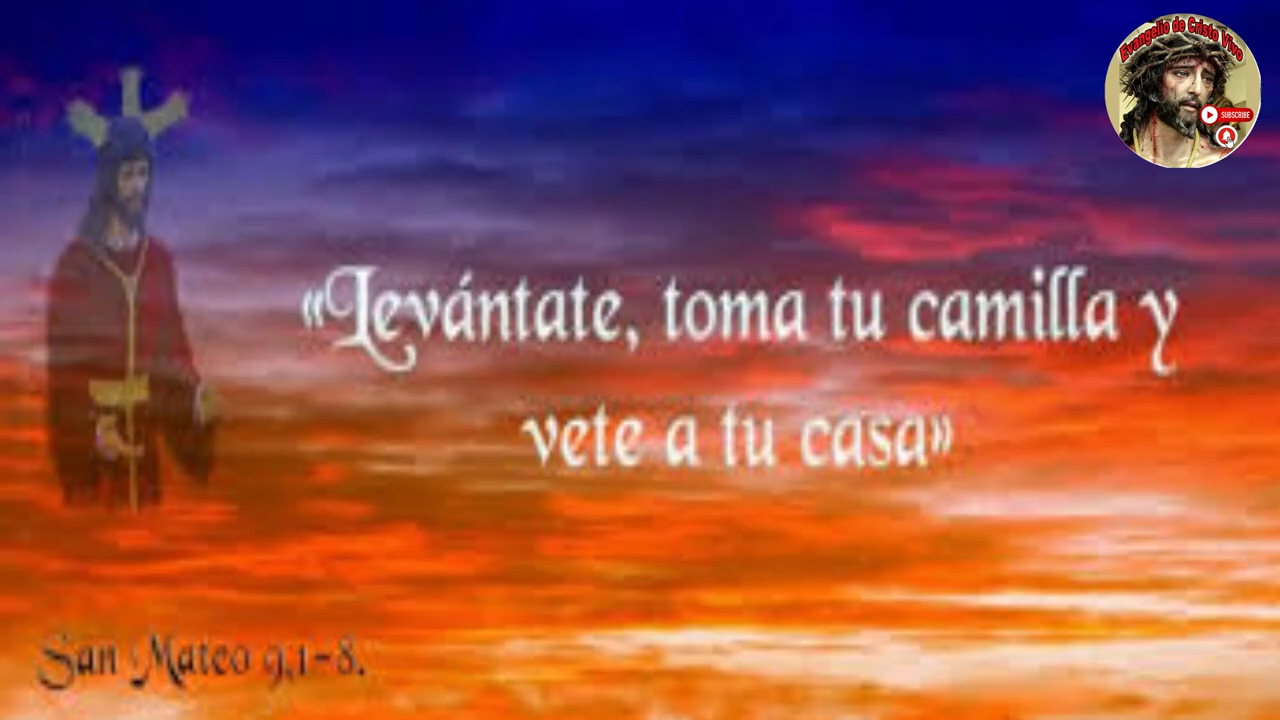 Evangelio de Cristo Vivo
SUBSCRIBE
«Levántate, toma tu camilla y
vete a tu casa»
San Mateo 9,1-8.